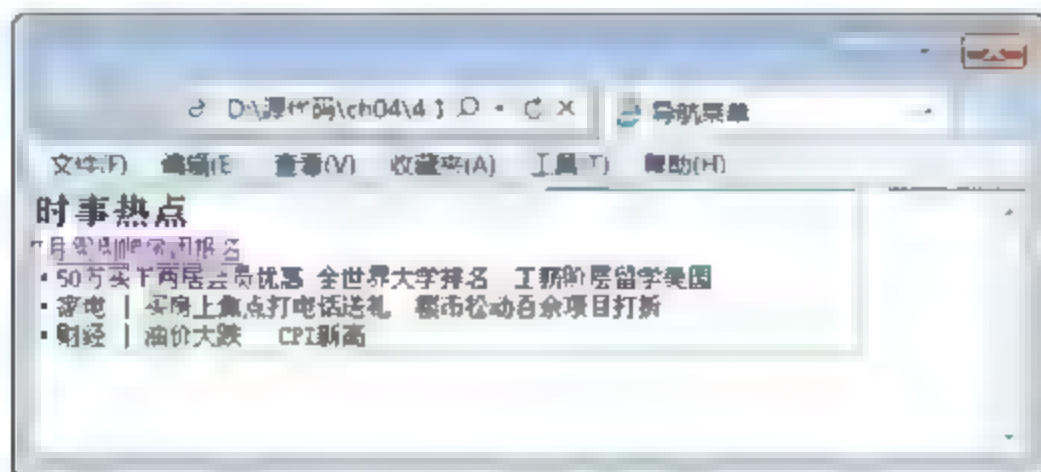 D:\源代码\ch04\4.1
导航菜单
文件(F) 编辑(E) 查看(V) 收藏夹(A) 工具(T) 帮助(H)
时事热点
• 50万买下两居会员优惠 全世界大学排名 工薪阶层留学美国
• 家电 | 买房上焦点打电话送礼 楼市松动百余项目打折
• 财经 | 油价大跌 CPI新高